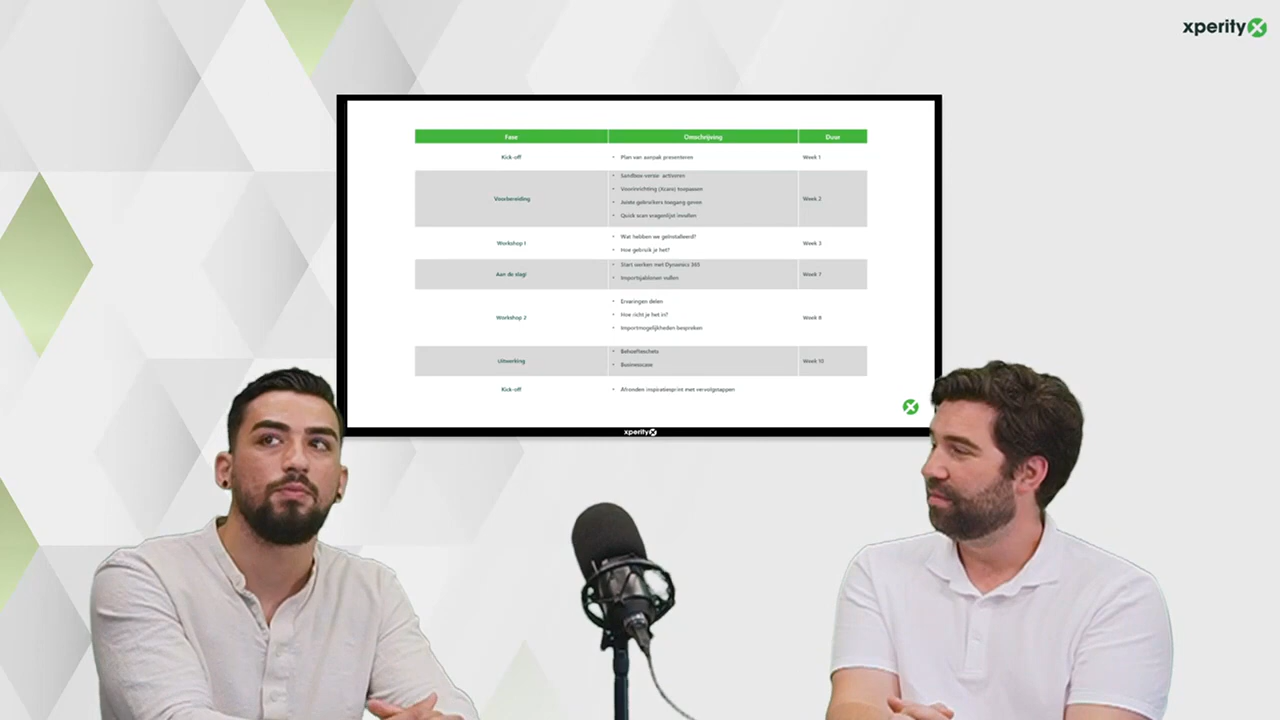 xperity
Fase Omschrijving Duur
Kick-off • Plan van aanpak presenteren Week 1
• Sandbox versie activeren
Voorbereiding • Voorinrichting (Xcars) toepassen Week 2
• Juiste gebruikers toegang geven
• Quick scan vragenlijst invullen
• Wat hebben we geïnstalleerd?
Workshop 1 Week 3
• Hoe gebruik je het?
• Start werken met Dynamics 365
Aan de slag! Week 7
• Importsjablonen vullen
• Ervaringen delen
Workshop 2 • Hoe richt je het in? Week 8
• Importmogelijkheden bespreken
• Behoefteschets
Uitwerking Week 10
• Businesscase
Kick-off • Afronden inspiratiesprint met vervolgstappen
xperity